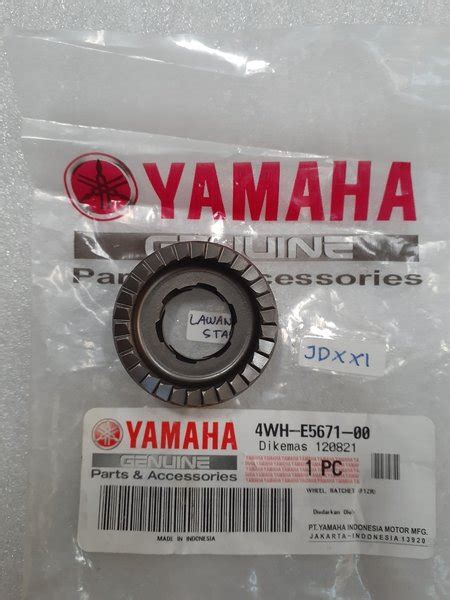 YAMAHA
GENUINE
Parts & Accessories
LAWAN
STA
JDXX1
YAMAHA
GENUINE
Parts & Accessories
MADE IN INDONESIA
4WH-E5671-00
Dikemas 120821
1 PC
WHEEL, RATCHET
Diedarkan Oleh
PT. YAMAHA INDONESIA MOTOR MFG.
JAKARTA-INDONESIA 13920